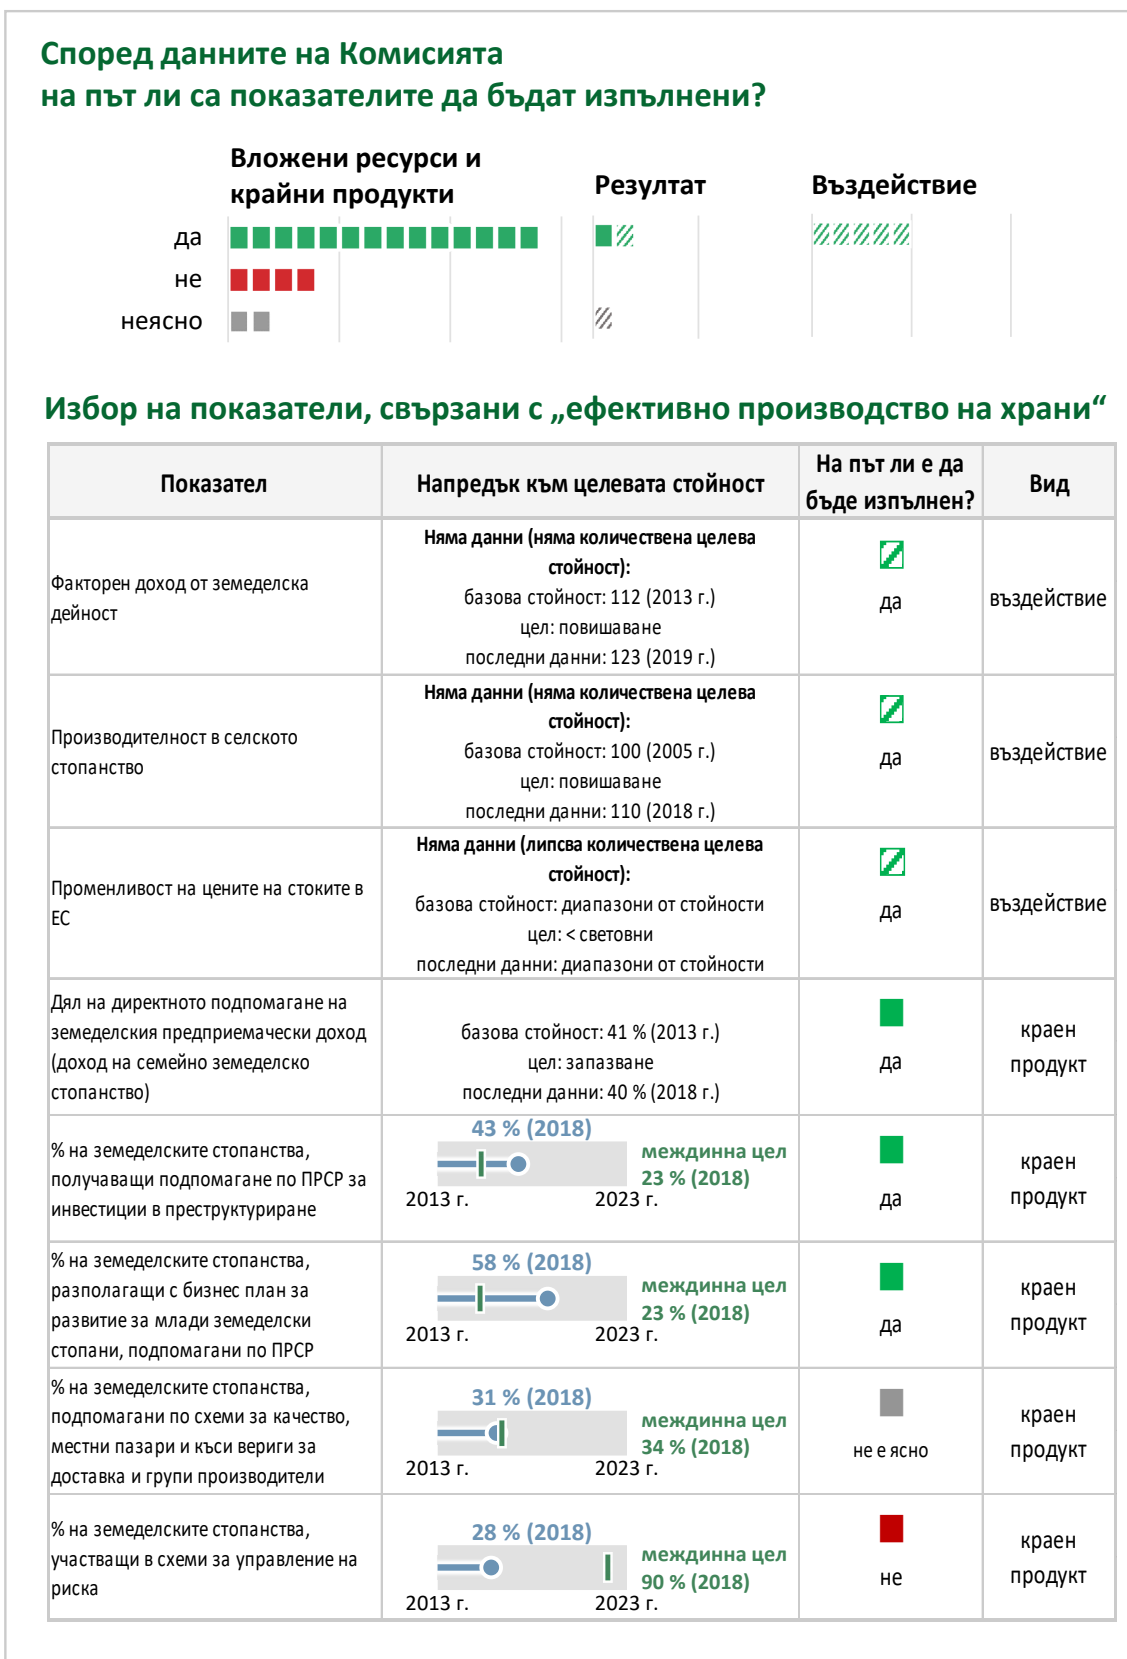 Според данните на Комисията
на път ли са показателите да бъдат изпълнени?
Вложени ресурси и
крайни продукти
Резултат
Въздействие
да
не
неясно
Избор на показатели, свързани с „ефективно производство на храни“
Показател
Напредък към целевата стойност
На път ли е да
бъде изпълнен?
Вид
Факторен доход от земеделска
дейност
Няма данни (няма количествена целева
стойност):
базова стойност: 112 (2013 г.)
цел: повишаване
последни данни: 123 (2019 г.)
да
въздействие
Производителност в селското
стопанство
Няма данни (няма количествена целева
стойност):
базова стойност: 100 (2005 г.)
цел: повишаване
последни данни: 110 (2018 г.)
да
въздействие
Променливост на цените на стоките в
ЕС
Няма данни (липсва количествена целева
стойност):
базова стойност: диапазони от стойности
цел: < световни
последни данни: диапазони от стойности
да
въздействие
Дял на директното подпомагане на
земеделския предприемачески доход
(доход на семейно земеделско
стопанство)
базова стойност: 41 % (2013 г.)
цел: запазване
последни данни: 40 % (2018 г.)
да
краен
продукт
% на земеделските стопанства,
получаващи подпомагане по ПРСР за
инвестиции в преструктуриране
43 % (2018)
междинна цел
23 % (2018)
2013 г.
2023 г.
да
краен
продукт
% на земеделските стопанства,
разполагащи с бизнес план за
развитие за млади земеделски
стопани, подпомагани по ПРСР
58 % (2018)
междинна цел
23 % (2018)
2013 г.
2023 г.
да
краен
продукт
% на земеделските стопанства,
подпомагани по схеми за качество,
местни пазари и къси вериги за
доставка и групи производители
31 % (2018)
междинна цел
34 % (2018)
2013 г.
2023 г.
не е ясно
краен
продукт
% на земеделските стопанства,
участващи в схеми за управление на
риска
28 % (2018)
междинна цел
90 % (2018)
2013 г.
2023 г.
не
краен
продукт